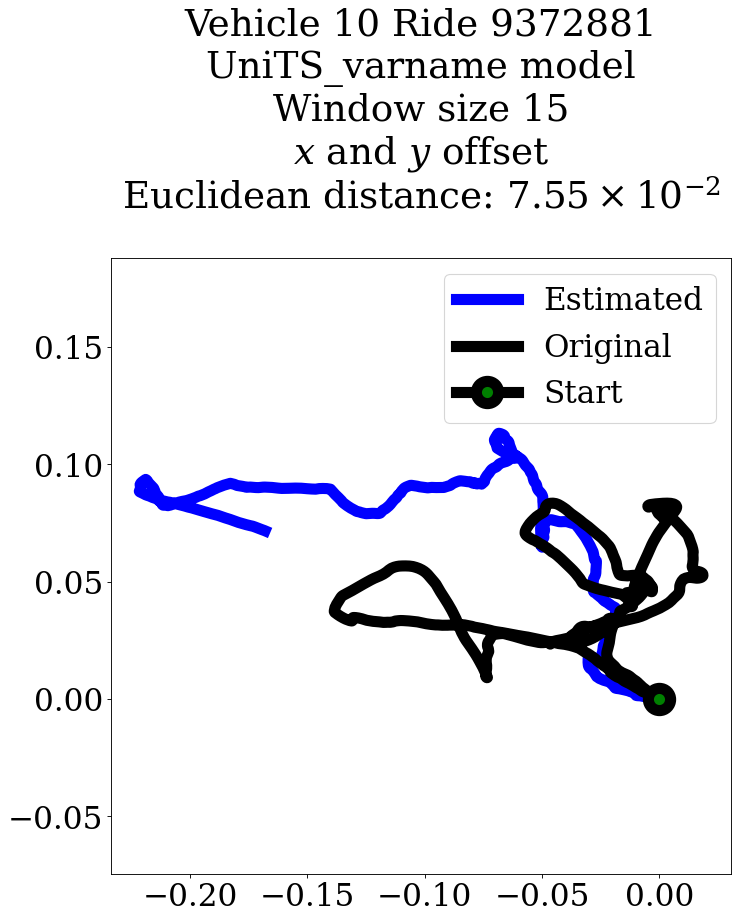 Vehicle 10 Ride 9372881
UniTS_varname model
Window size 15
x and y offset
Euclidean distance: 7.55 × 10⁻²
Estimated
Original
Start
0.15
0.10
0.05
0.00
−0.05
−0.20 −0.15 −0.10 −0.05 0.00